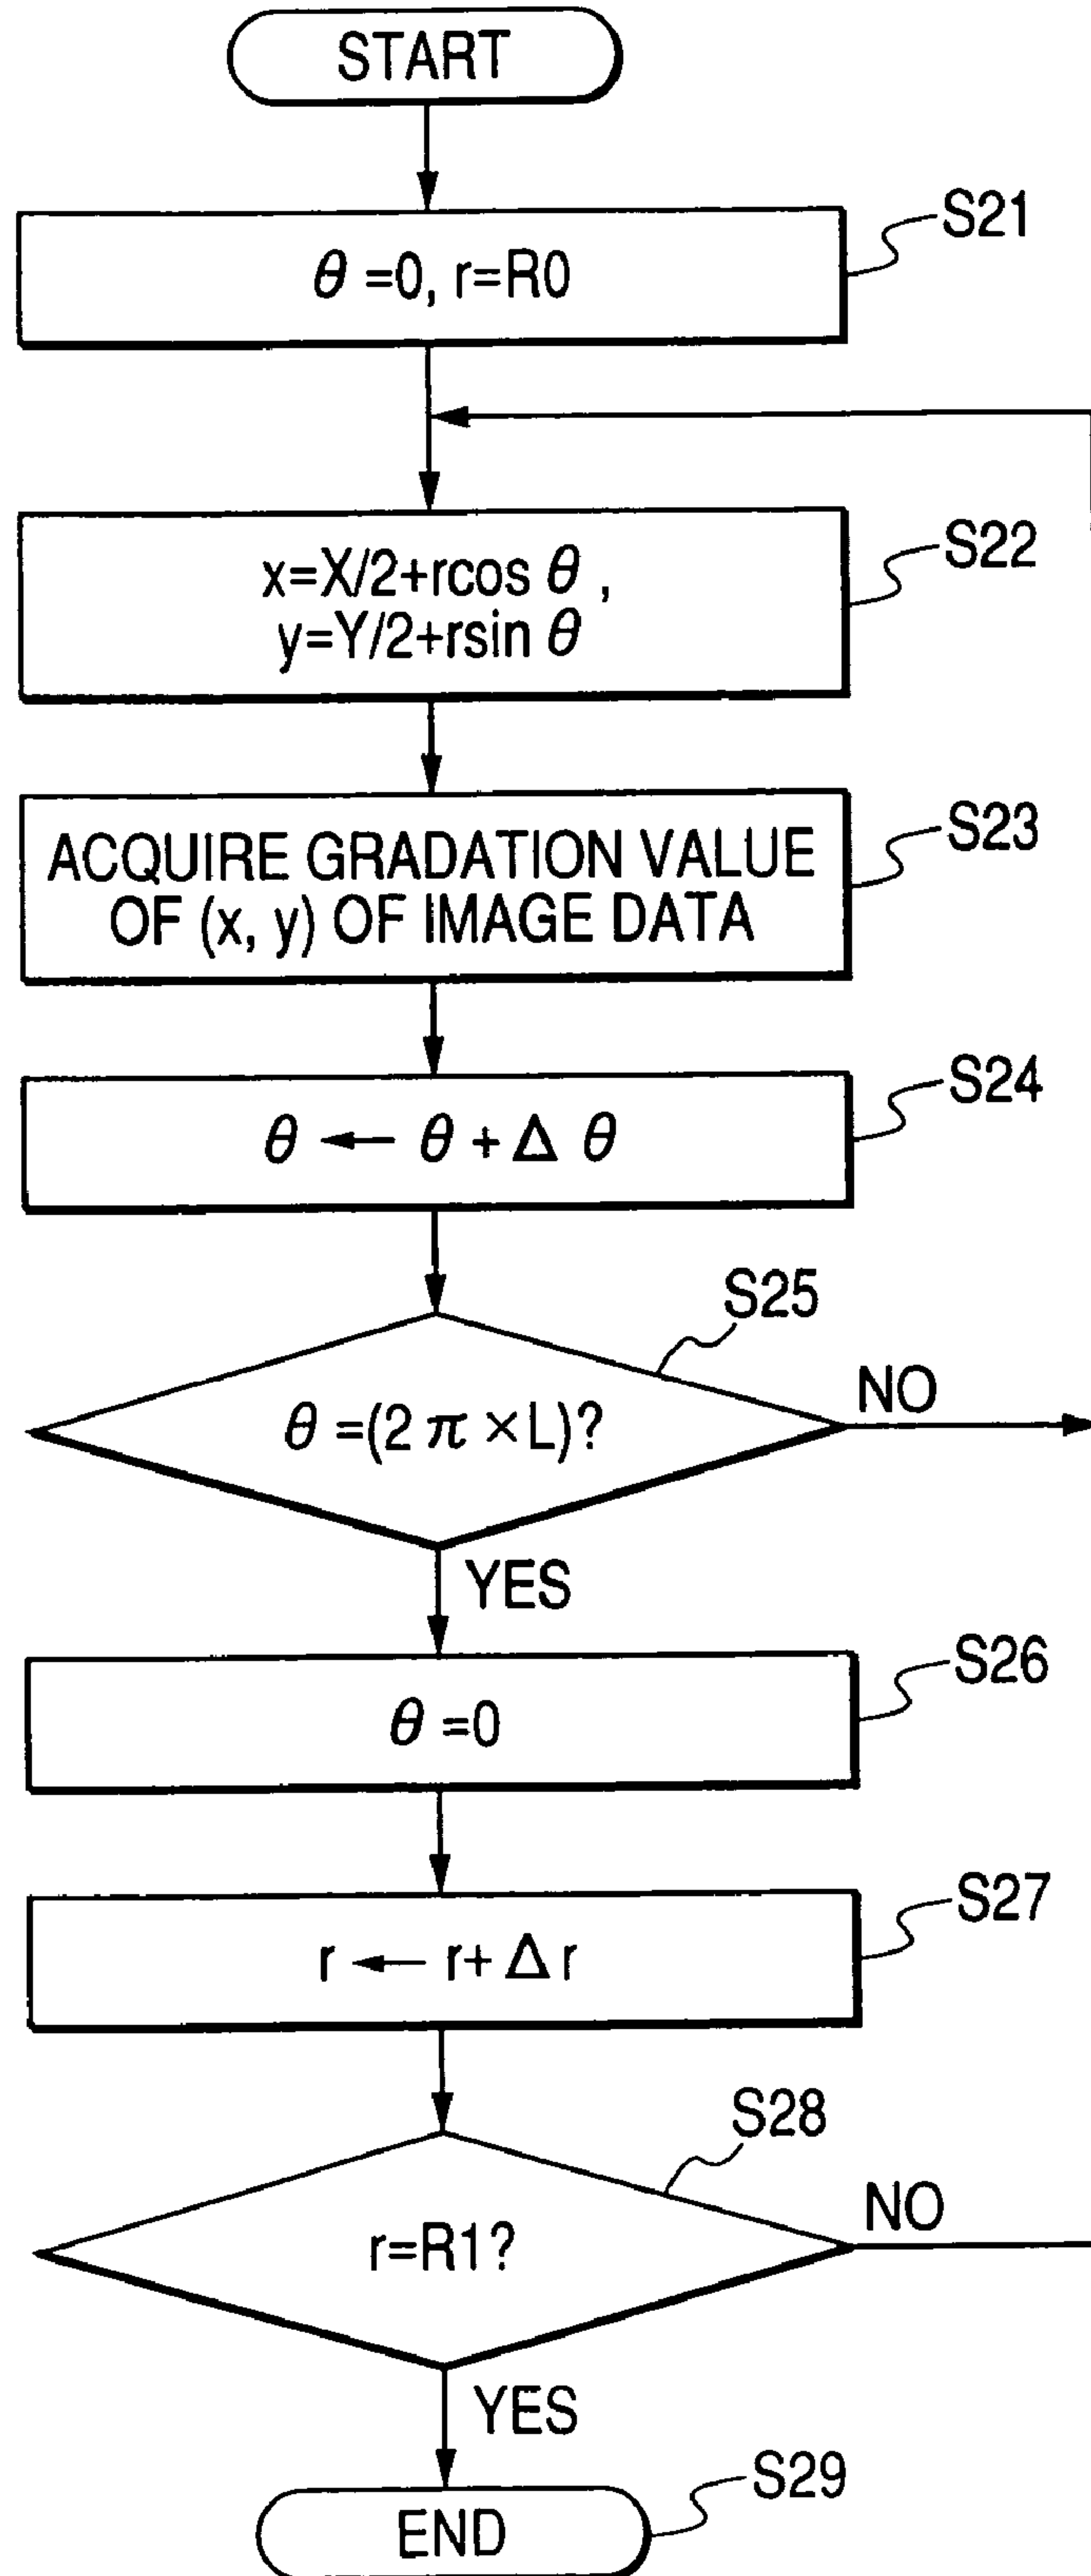 START
θ =0, r=R0
S21
x=X/2+rcos θ ,
y=Y/2+rsin θ
S22
ACQUIRE GRADATION VALUE
OF (x, y) OF IMAGE DATA
S23
θ ← θ + Δ θ
S24
S25
θ =(2 π ×L)?
NO
YES
θ =0
S26
r ← r+ Δ r
S27
S28
r=R1?
NO
YES
END
S29